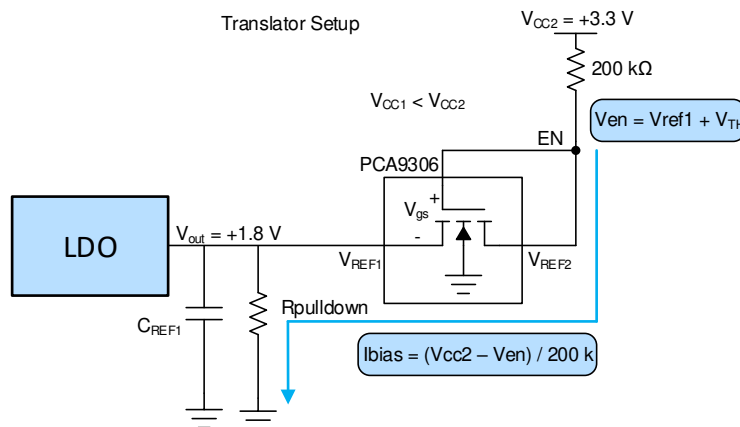 Translator Setup
VCC2 = +3.3 V
200 kΩ
VCC1 < VCC2
Ven = Vref1 + VTH
EN
PCA9306
+
Vgs
-
LDO
Vout = +1.8 V
VREF1
VREF2
CREF1
Rpulldown
Ibias = (Vcc2 – Ven) / 200 k